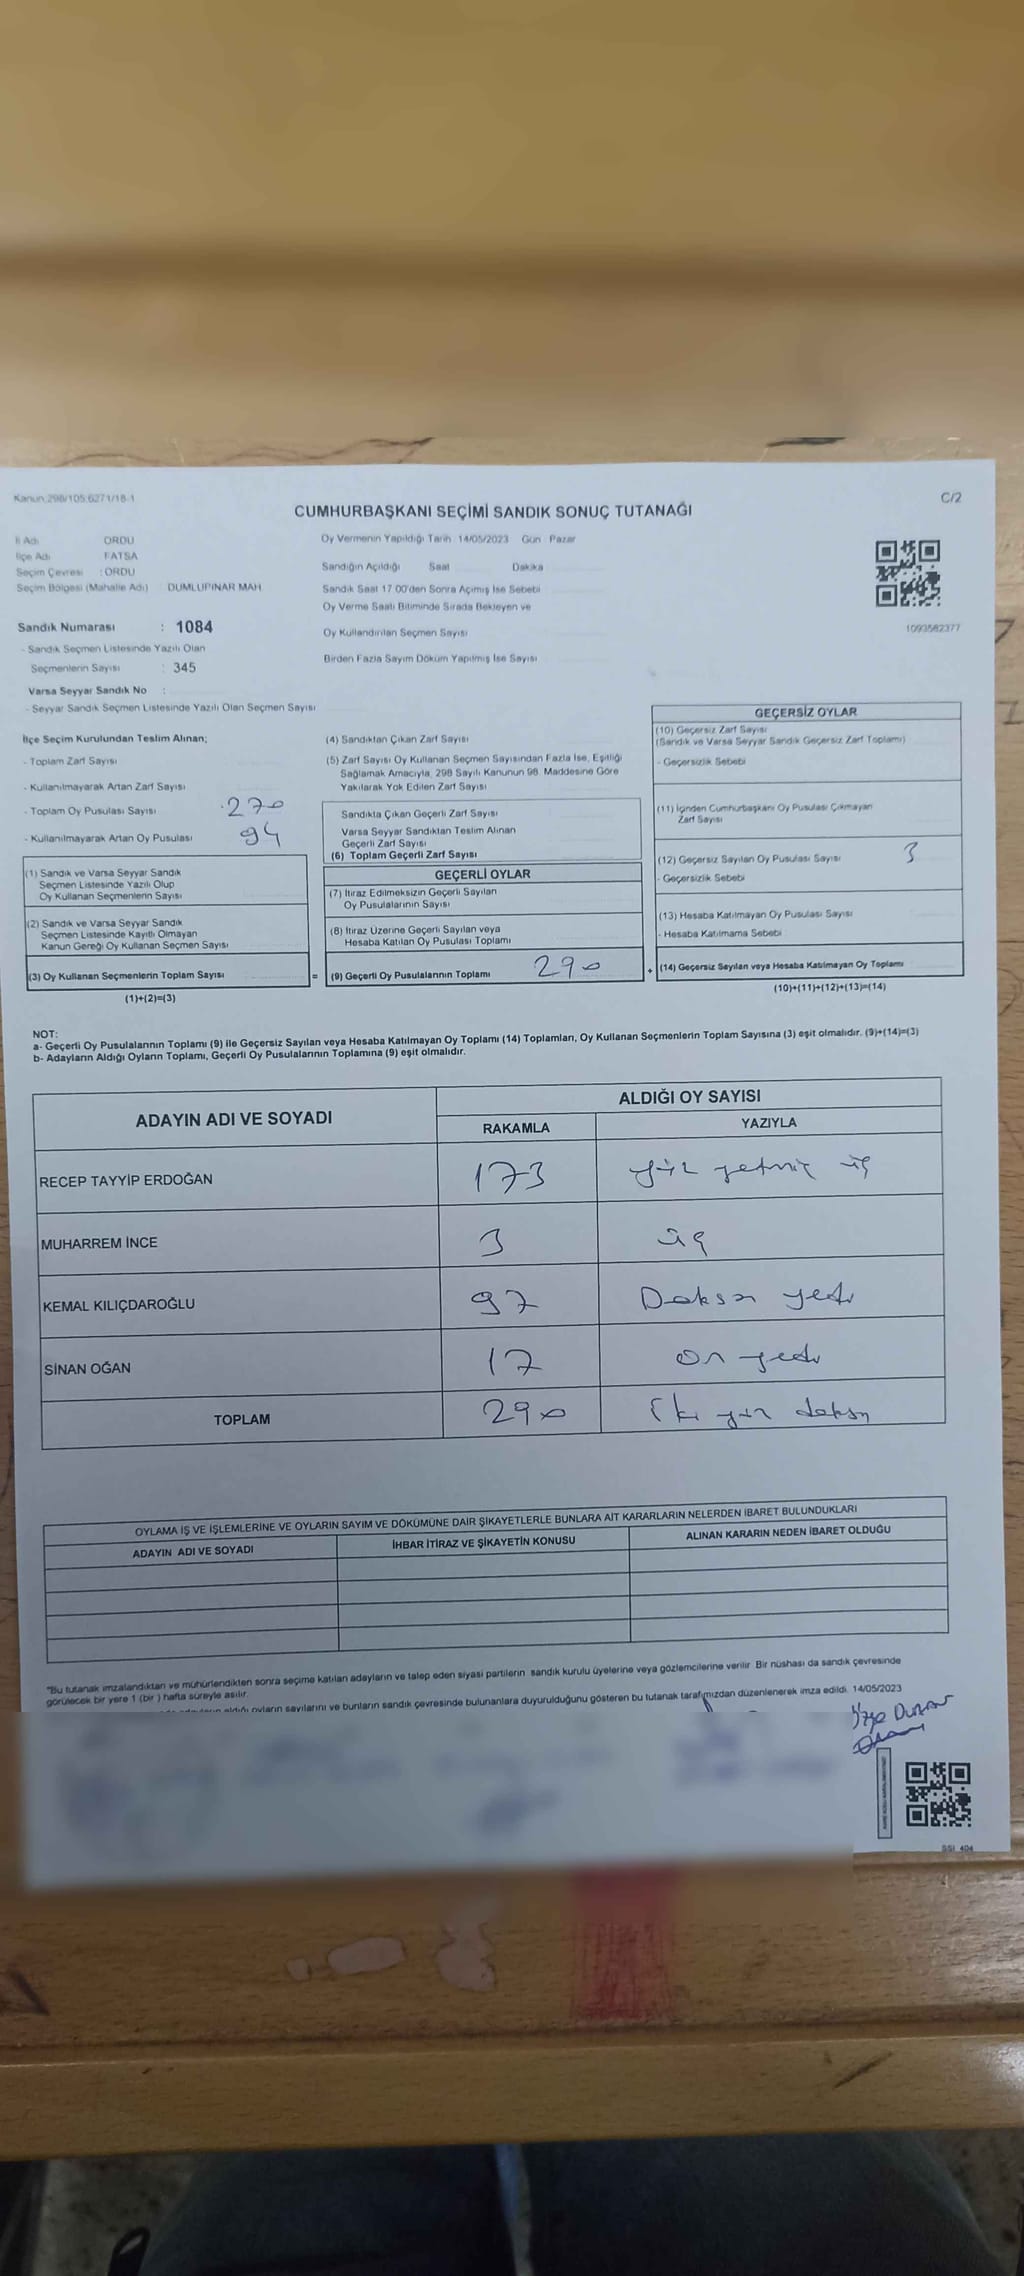 Kanun:298/105;6271/18-1
C/2
CUMHURBAŞKANI SEÇİMİ SANDIK SONUÇ TUTANAĞI
İl Adı ORDU
İlçe Adı FATSA
Seçim Çevresi : ORDU
Seçim Bölgesi (Mahalle Adı) : DUMLUPINAR MAH
Sandık Numarası : 1084
- Sandık Seçmen Listesinde Yazılı Olan
Seçmenlerin Sayısı : 345
Varsa Seyyar Sandık No :
- Seyyar Sandık Seçmen Listesinde Yazılı Olan Seçmen Sayısı
Oy Vermenin Yapıldığı Tarih 14/05/2023 Gün Pazar
Sandığın Açıldığı Saat Dakika
Sandık Saat 17.00'den Sonra Açılmış İse Sebebi
Oy Verme Saati Bitiminde Sırada Bekleyen ve
Oy Kullandırılan Seçmen Sayısı
Birden Fazla Sayım Döküm Yapılmış İse Sayısı
1093562377
İlçe Seçim Kurulundan Teslim Alınan;
- Toplam Zarf Sayısı
- Kullanılmayarak Artan Zarf Sayısı
- Toplam Oy Pusulası Sayısı 270
- Kullanılmayarak Artan Oy Pusulası 94
(1) Sandık ve Varsa Seyyar Sandık
Seçmen Listesinde Yazılı Olup
Oy Kullanan Seçmenlerin Sayısı
(2) Sandık ve Varsa Seyyar Sandık
Seçmen Listesinde Kayıtlı Olmayan
Kanun Gereği Oy Kullanan Seçmen Sayısı
(3) Oy Kullanan Seçmenlerin Toplam Sayısı
(1)+(2)=(3)
(4) Sandıktan Çıkan Zarf Sayısı
(5) Zarf Sayısı Oy Kullanan Seçmen Sayısından Fazla İse, Eşitliği
Sağlamak Amacıyla, 298 Sayılı Kanunun 98. Maddesine Göre
Yakılarak Yok Edilen Zarf Sayısı
Sandıkta Çıkan Geçerli Zarf Sayısı
Varsa Seyyar Sandıktan Teslim Alınan
Geçerli Zarf Sayısı
(6) Toplam Geçerli Zarf Sayısı
GEÇERLİ OYLAR
(7) İtiraz Edilmeksizin Geçerli Sayılan
Oy Pusulalarının Sayısı
(8) İtiraz Üzerine Geçerli Sayılan veya
Hesaba Katılan Oy Pusulası Toplamı
= (9) Geçerli Oy Pusulalarının Toplamı 290
GEÇERSİZ OYLAR
(10) Geçersiz Zarf Sayısı
(Sandık ve Varsa Seyyar Sandık Geçersiz Zarf Toplamı)
- Geçersizlik Sebebi
(11) İçinden Cumhurbaşkanı Oy Pusulası Çıkmayan
Zarf Sayısı
(12) Geçersiz Sayılan Oy Pusulası Sayısı 3
- Geçersizlik Sebebi
(13) Hesaba Katılmayan Oy Pusulası Sayısı
- Hesaba Katılmama Sebebi
+ (14) Geçersiz Sayılan veya Hesaba Katılmayan Oy Toplamı
(10)+(11)+(12)+(13)=(14)
NOT:
a- Geçerli Oy Pusulalarının Toplamı (9) ile Geçersiz Sayılan veya Hesaba Katılmayan Oy Toplamı (14) Toplamları, Oy Kullanan Seçmenlerin Toplam Sayısına (3) eşit olmalıdır. (9)+(14)=(3)
b- Adayların Aldığı Oyların Toplamı, Geçerli Oy Pusulalarının Toplamına (9) eşit olmalıdır.
ADAYIN ADI VE SOYADI ALDIĞI OY SAYISI
RAKAMLA YAZIYLA
RECEP TAYYİP ERDOĞAN 173 yüz yetmiş üç
MUHARREM İNCE 3 üç
KEMAL KILIÇDAROĞLU 97 Doksan yedi
SİNAN OĞAN 17 On yedi
TOPLAM 290 İki yüz doksan
OYLAMA İŞ VE İŞLEMLERİNE VE OYLARIN SAYIM VE DÖKÜMÜNE DAİR ŞİKAYETLERLE BUNLARA AİT KARARLARIN NELERDEN İBARET BULUNDUKLARI
ADAYIN ADI VE SOYADI İHBAR İTİRAZ VE ŞİKAYETİN KONUSU ALINAN KARARIN NEDEN İBARET OLDUĞU
"Bu tutanak imzalandıktan ve mühürlendikten sonra seçime katılan adayların ve talep eden siyasi partilerin sandık kurulu üyelerine veya gözlemcilerine verilir. Bir nüshası da sandık çevresinde
görülecek bir yere 1 (bir ) hafta süreyle asılır.
aldığı oyların sayılarını ve bunların sandık çevresinde bulunanlara duyurulduğunu gösteren bu tutanak tarafımızdan düzenlenerek imza edildi. 14/05/2023
SSI 404